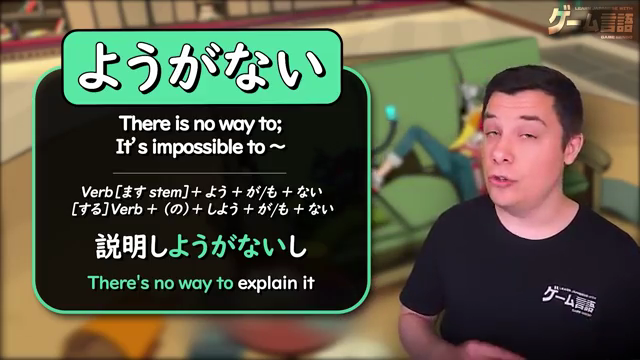 ようがない
There is no way to;
It's impossible to ～
Verb [ます stem] + よう + が/も + ない
[する] Verb + (の) + しよう + が/も + ない
説明しようがないし
There's no way to explain it
ゲーム言語
ゲーム言語